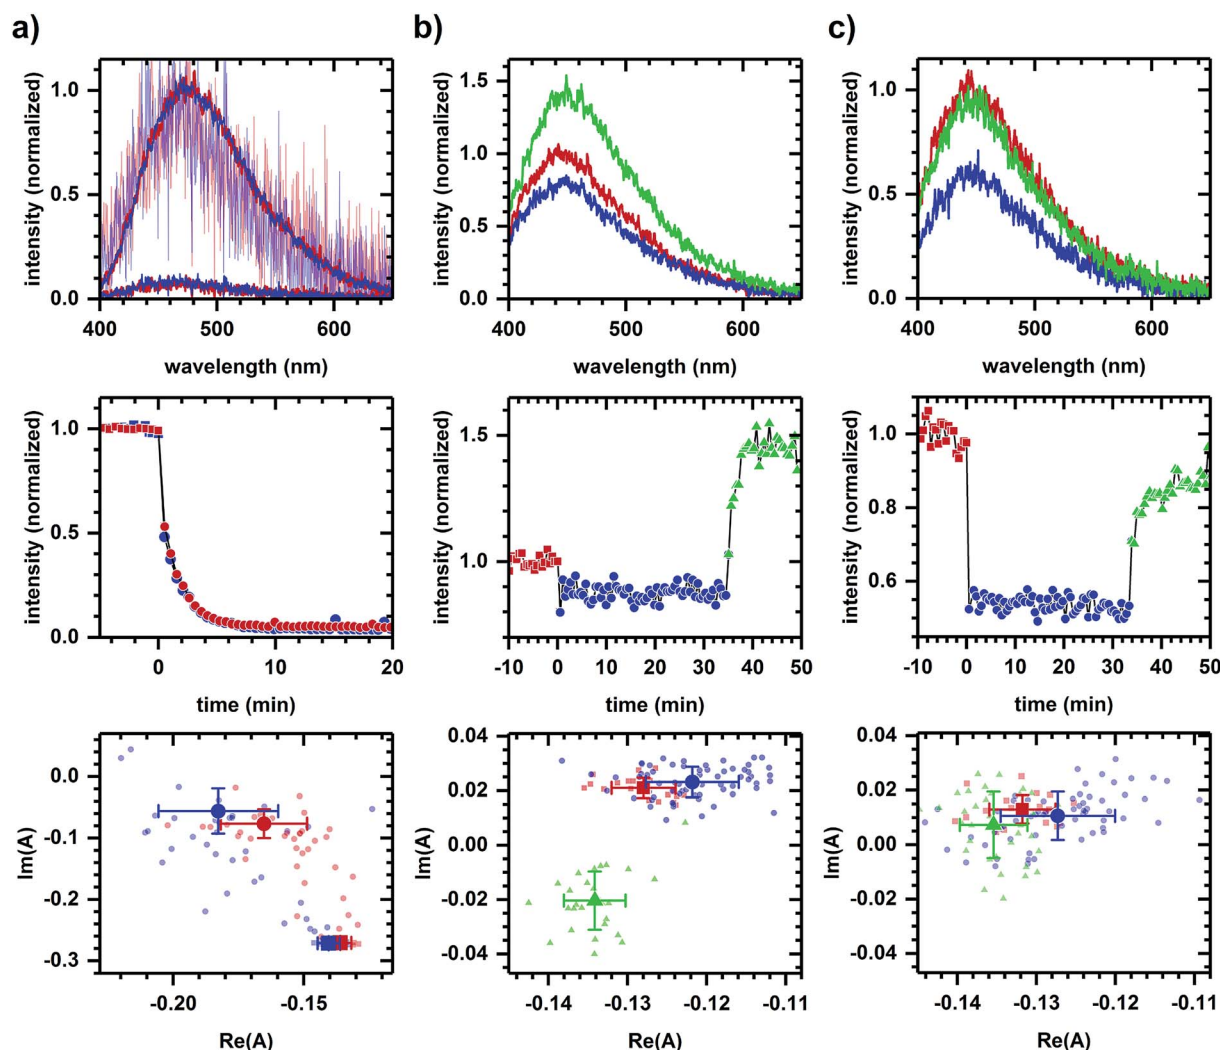 a)
b)
c)
intensity (normalized)
1.0
0.5
0.0
400 500 600
wavelength (nm)
intensity (normalized)
1.5
1.0
0.5
0.0
400 500 600
wavelength (nm)
intensity (normalized)
1.0
0.5
0.0
400 500 600
wavelength (nm)
intensity (normalized)
1.0
0.5
0.0
0 10 20
time (min)
intensity (normalized)
1.5
1.0
-10 0 10 20 30 40 50
time (min)
intensity (normalized)
1.0
0.8
0.6
-10 0 10 20 30 40 50
time (min)
Im(A)
0.0
-0.1
-0.2
-0.3
-0.20 -0.15
Re(A)
Im(A)
0.04
0.02
0.00
-0.02
-0.04
-0.14 -0.13 -0.12 -0.11
Re(A)
Im(A)
0.04
0.02
0.00
-0.02
-0.04
-0.14 -0.13 -0.12 -0.11
Re(A)